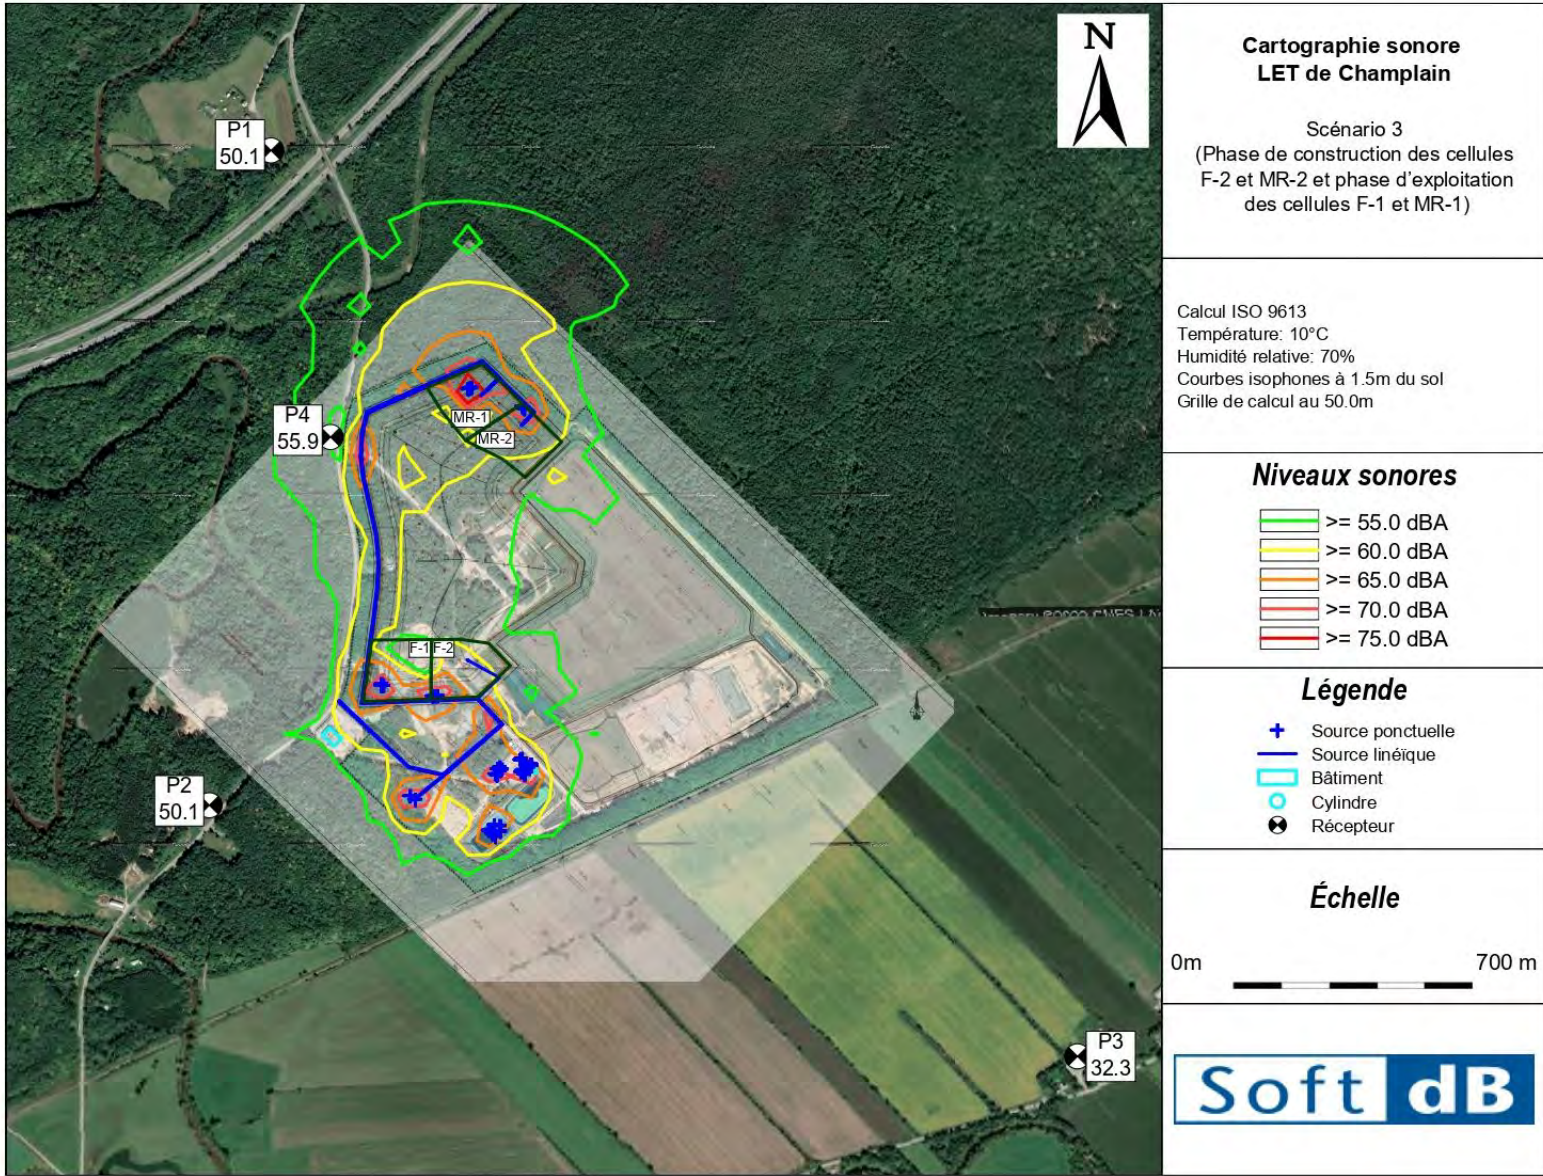 N
P1
50.1
P4
55.9
MR-1
MR-2
F-1
F-2
P2
50.1
P3
32.3
Cartographie sonore
LET de Champlain
Scénario 3
(Phase de construction des cellules
F-2 et MR-2 et phase d'exploitation
des cellules F-1 et MR-1)
Calcul ISO 9613
Température: 10°C
Humidité relative: 70%
Courbes isophones à 1.5m du sol
Grille de calcul au 50.0m
Niveaux sonores
>= 55.0 dBA
>= 60.0 dBA
>= 65.0 dBA
>= 70.0 dBA
>= 75.0 dBA
Légende
Source ponctuelle
Source linéïque
Bâtiment
Cylindre
Récepteur
Échelle
0m 700 m
Soft dB